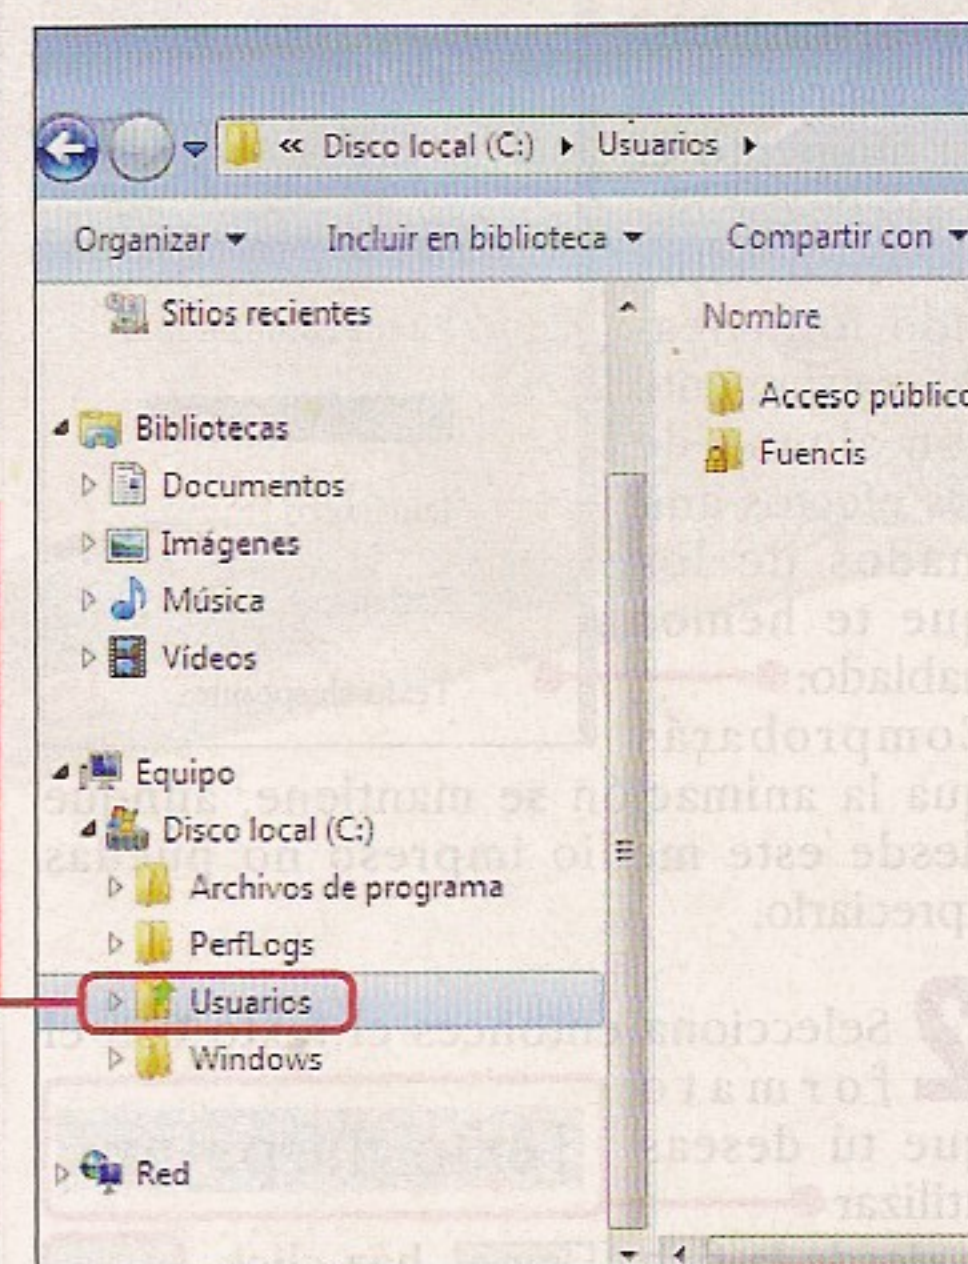 « Disco local (C:) ▸ Usuarios ▸
Organizar ▾ Incluir en biblioteca ▾ Compartir con ▾
Sitios recientes
Nombre
Acceso público
Bibliotecas
Fuencis
Documentos
Imágenes
Música
Vídeos
Equipo
Disco local (C:)
Archivos de programa
PerfLogs
Usuarios
Windows
Red